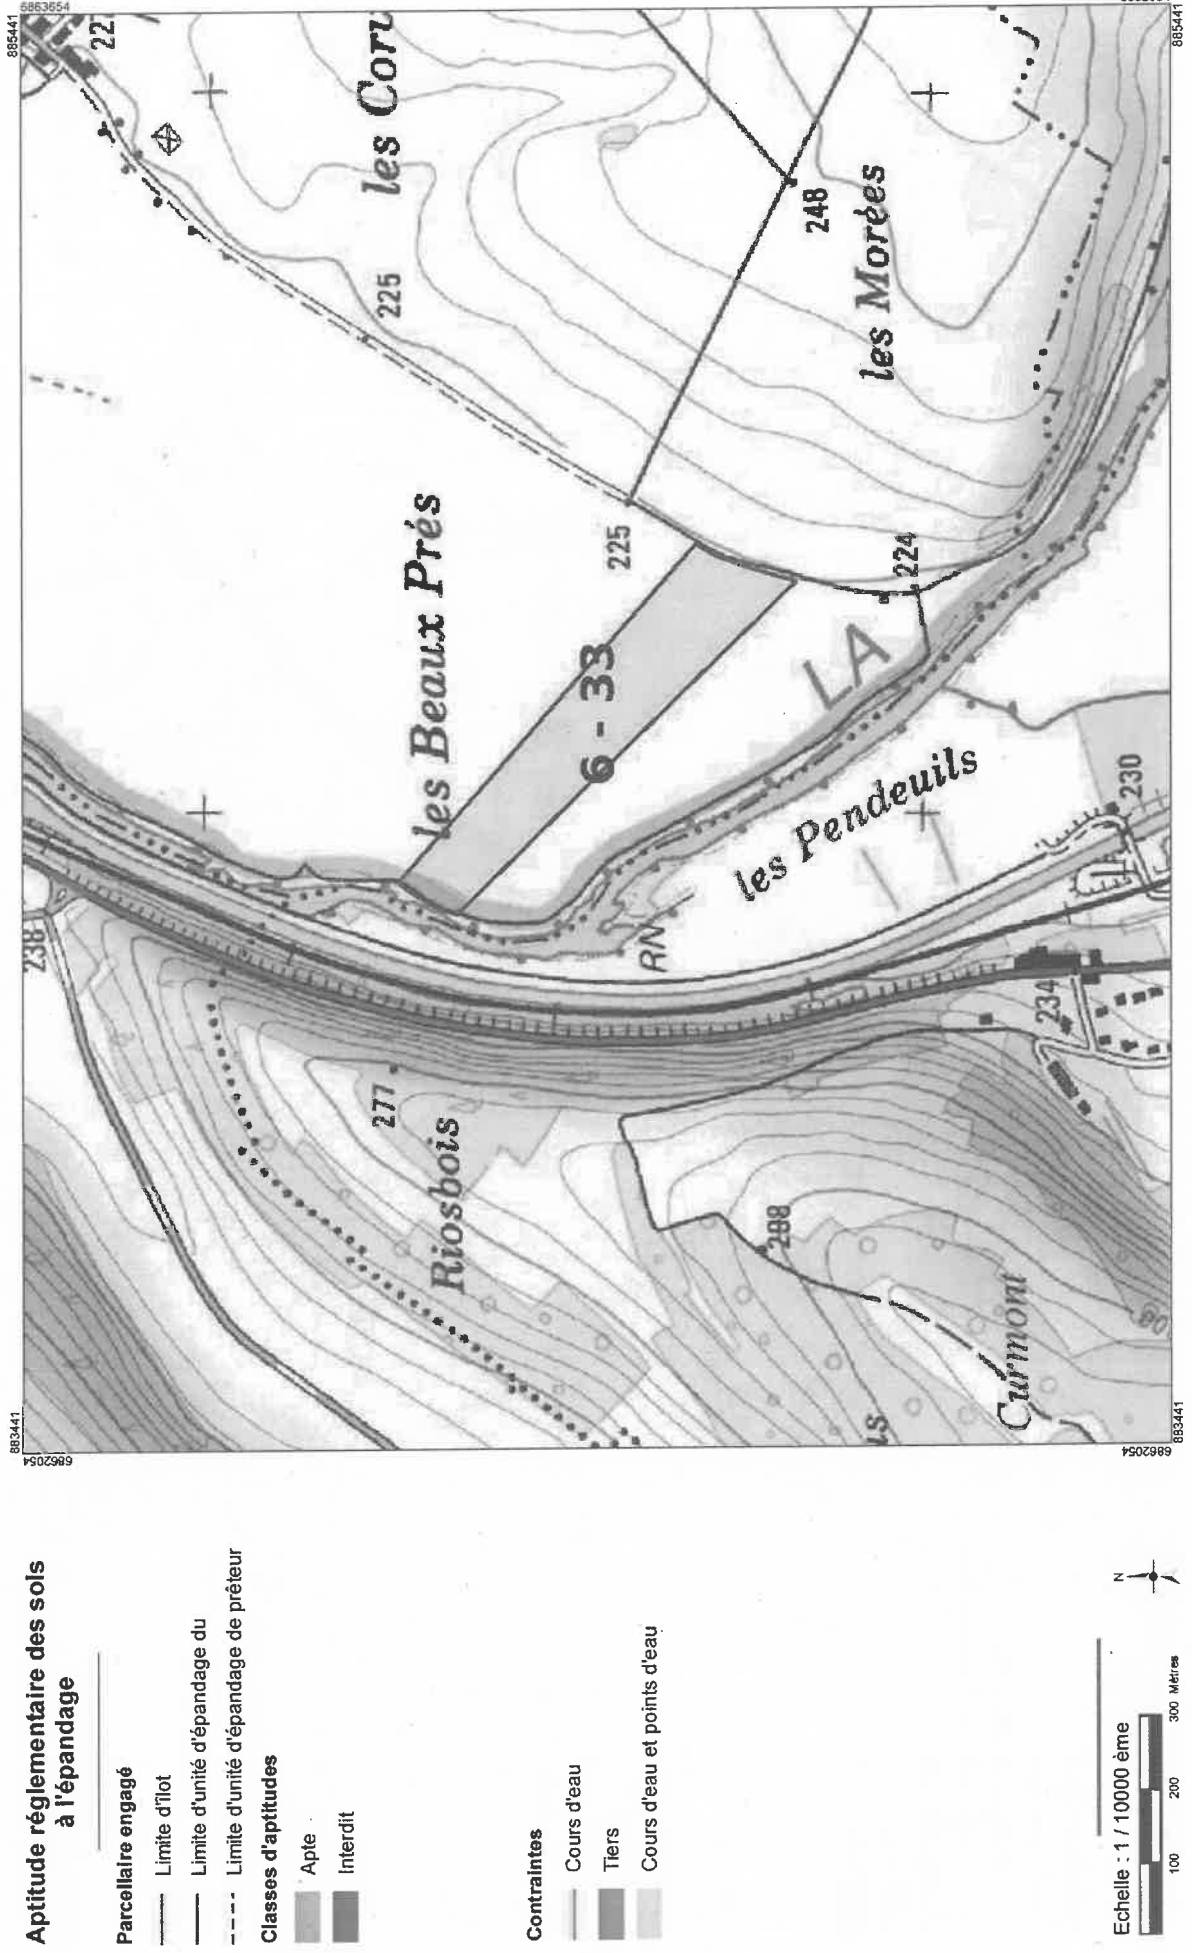 Aptitude réglementaire des sols
à l'épandage
Parcellaire engagé
Limite d'îlot
Limite d'unité d'épandage du
Limite d'unité d'épandage de prêteur
Classes d'aptitudes
Apte
Interdit
Contraintes
Cours d'eau
Tiers
Cours d'eau et points d'eau
Echelle : 1 / 10000 ème
100 200 300 Mètres
N
883441
885441
6863654
6862054
6862054
883441
885441
238
22
les Corv
225
les Beaux Prés
225
6 - 33
277
Riosbois
RN
LA
248
les Morées
224
les Pendeuils
230
234
288
Curmont